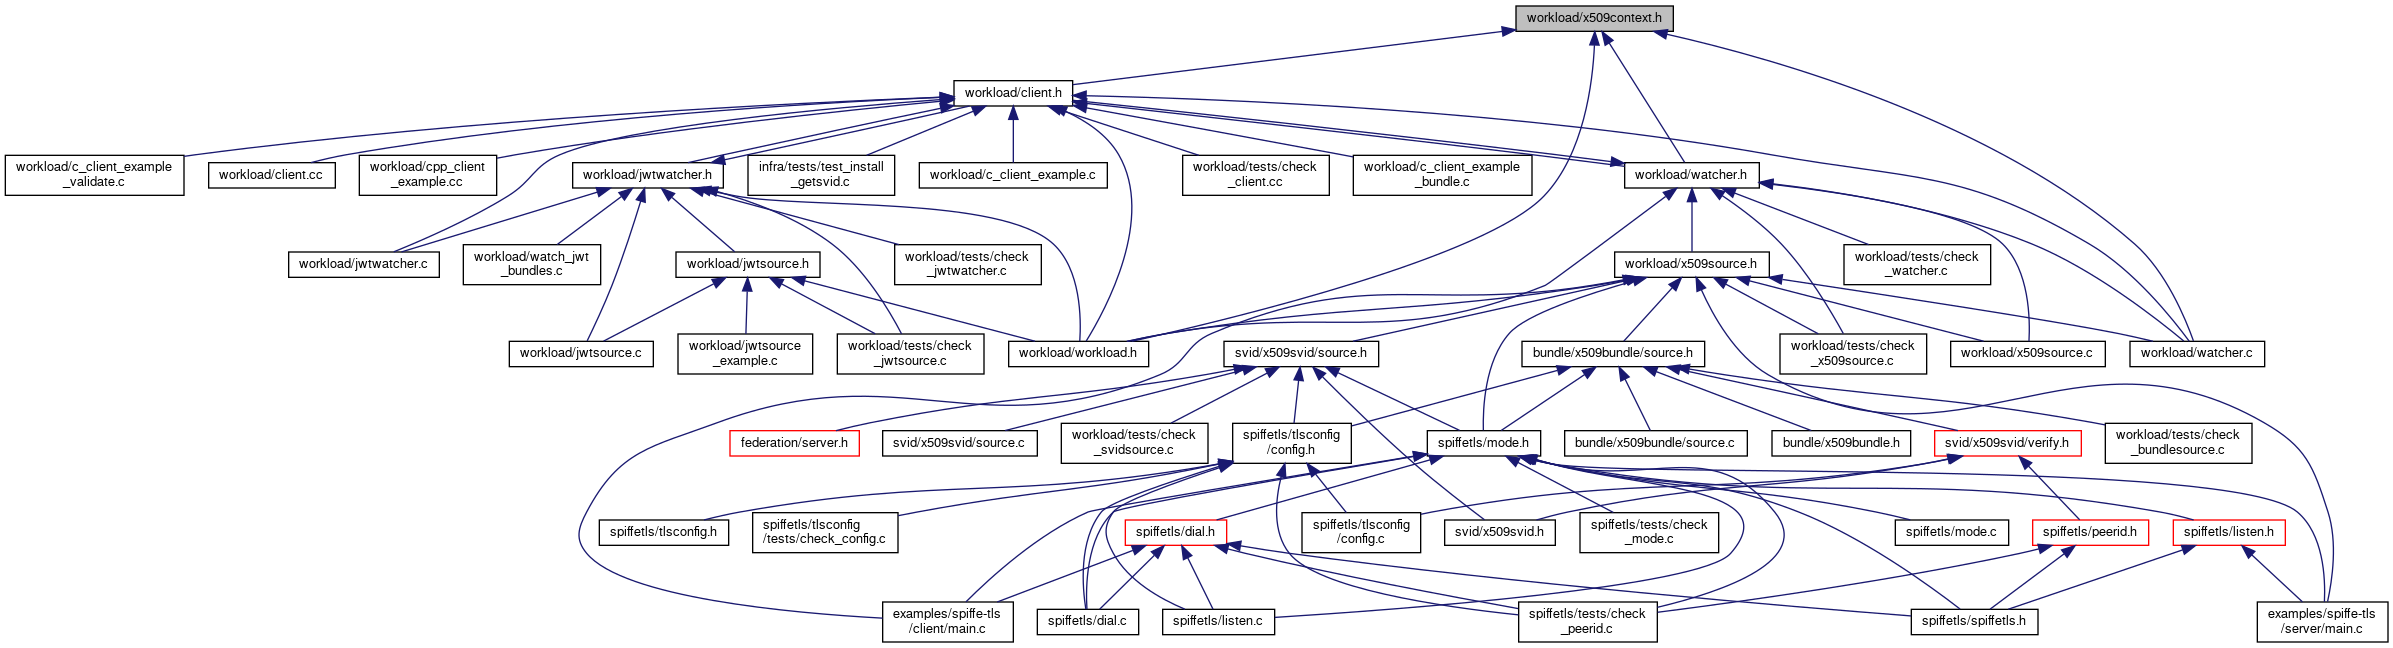 workload/x509context.h
workload/client.h
workload/c_client_example
_validate.c
workload/client.cc
workload/cpp_client
_example.cc
workload/jwtwatcher.h
infra/tests/test_install
_getsvid.c
workload/c_client_example.c
workload/tests/check
_client.cc
workload/c_client_example
_bundle.c
workload/watcher.h
workload/jwtwatcher.c
workload/watch_jwt
_bundles.c
workload/jwtsource.h
workload/tests/check
_jwtwatcher.c
workload/x509source.h
workload/tests/check
_watcher.c
workload/jwtsource.c
workload/jwtsource
_example.c
workload/tests/check
_jwtsource.c
workload/workload.h
svid/x509svid/source.h
bundle/x509bundle/source.h
workload/tests/check
_x509source.c
workload/x509source.c
workload/watcher.c
federation/server.h
svid/x509svid/source.c
workload/tests/check
_svidsource.c
spiffetls/tlsconfig
/config.h
spiffetls/mode.h
bundle/x509bundle/source.c
bundle/x509bundle.h
svid/x509svid/verify.h
workload/tests/check
_bundlesource.c
spiffetls/tlsconfig.h
spiffetls/tlsconfig
/tests/check_config.c
spiffetls/dial.h
spiffetls/tlsconfig
/config.c
svid/x509svid.h
spiffetls/tests/check
_mode.c
spiffetls/mode.c
spiffetls/peerid.h
spiffetls/listen.h
examples/spiffe-tls
/client/main.c
spiffetls/dial.c
spiffetls/listen.c
spiffetls/tests/check
_peerid.c
spiffetls/spiffetls.h
examples/spiffe-tls
/server/main.c